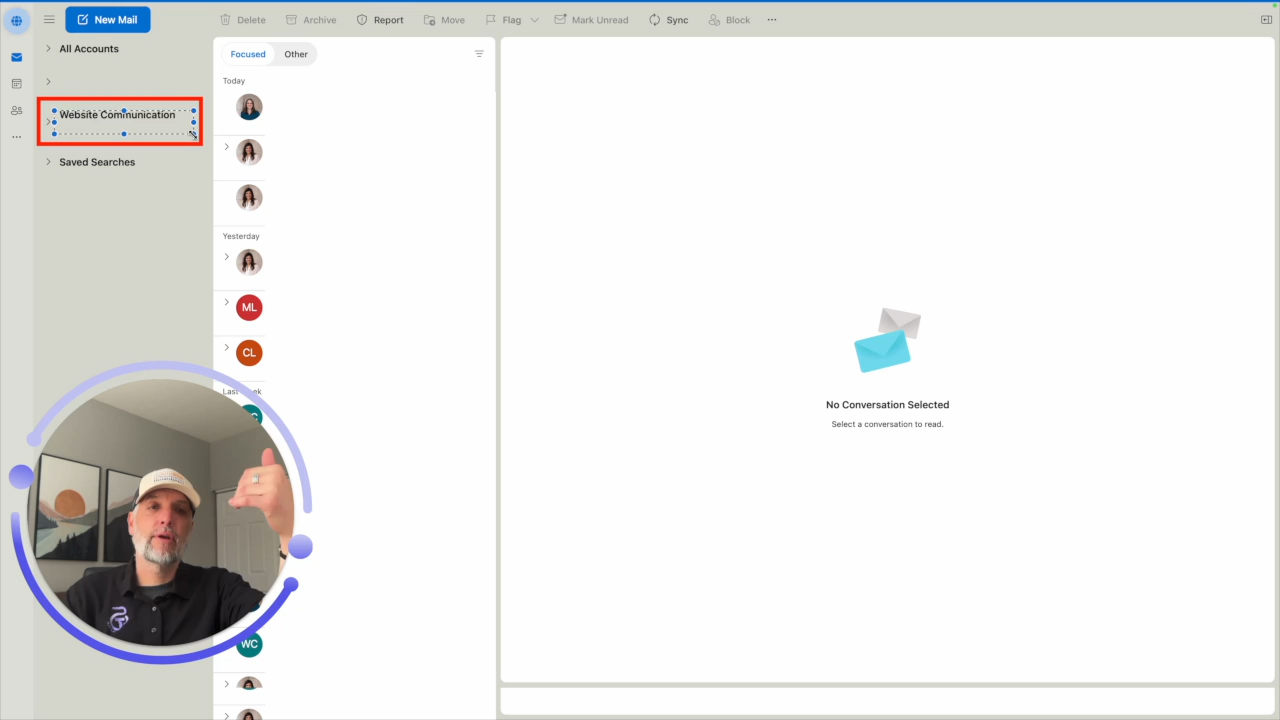 New Mail
Delete
Archive
Report
Move
Flag
Mark Unread
Sync
Block
All Accounts
Website Communication
Saved Searches
Focused
Other
Today
Yesterday
ML
CL
WC
No Conversation Selected
Select a conversation to read.